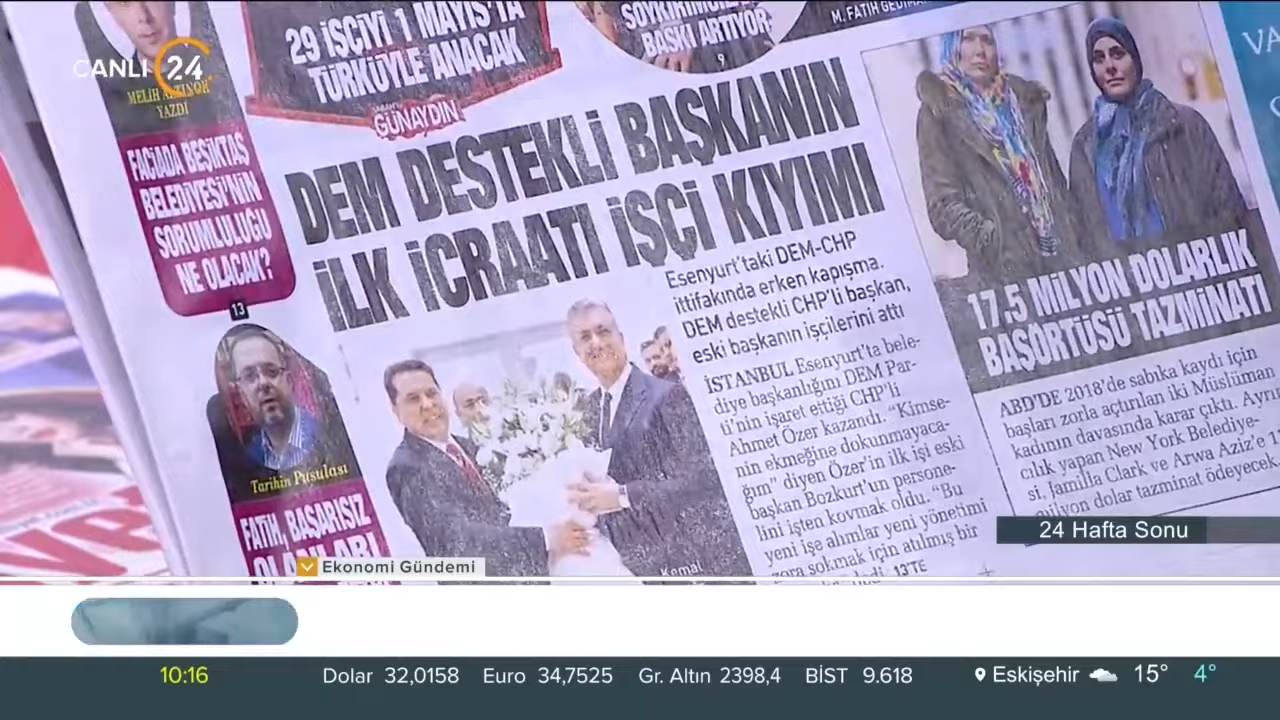 CANLI 24
MELİH ALTINOK
YAZDI
FACİADA BEŞİKTAŞ
BELEDİYESİ'NİN
SORUMLULUĞU
NE OLACAK?
13
Tarihin Pusulası
FATİH, BAŞARISIZ
29 İŞÇİYİ 1 MAYIS'TA
TÜRKÜYLE ANACAK
GÜNAYDIN
BASKI ARTIYOR
9
M. FATİH
DEM DESTEKLİ BAŞKANIN
İLK İCRAATI İŞÇİ KIYIMI
Esenyurt'taki DEM-CHP
ittifakında erken kapışma.
DEM destekli CHP'li başkan,
eski başkanın işçilerini attı
İSTANBUL Esenyurt'ta bele-
diye başkanlığını DEM Par-
ti'nin işaret ettiği CHP'li
Ahmet Özer kazandı. "Kimse-
nin ekmeğine dokunmayaca-
ğım" diyen Özer'in ilk işi eski
başkan Bozkurt'un persone-
lini işten kovmak oldu. "Bu
yeni işe alımlar yeni yönetimi
zora sokmak için atılmış bir
13'TE
Kemal
17.5 MİLYON DOLARLIK
BAŞÖRTÜSÜ TAZMİNATI
ABD'DE 2018'de sabıka kaydı için
başları zorla açtırılan iki Müslüman
kadının davasında karar çıktı. Ayrı
cılık yapan New York Belediye-
si, Jamilla Clark ve Arwa Aziz'e 1
milyon dolar tazminat ödeyecek.
VA
24 Hafta Sonu
Ekonomi Gündemi
10:16 Dolar 32,0158 Euro 34,7525 Gr. Altın 2398,4 BİST 9.618 Eskişehir 15° 4°